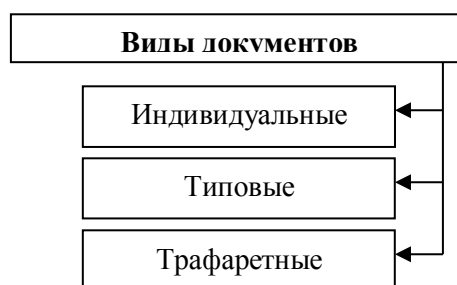 Виды документов
Индивидуальные
Типовые
Трафаретные